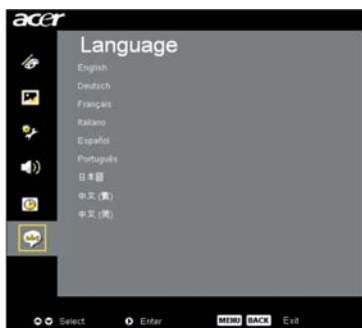 acer
Language
English
Deutsch
Français
Italiano
Español
Português
日本語
中文 (繁)
中文 (简)
Select Enter MENU BACK Exit